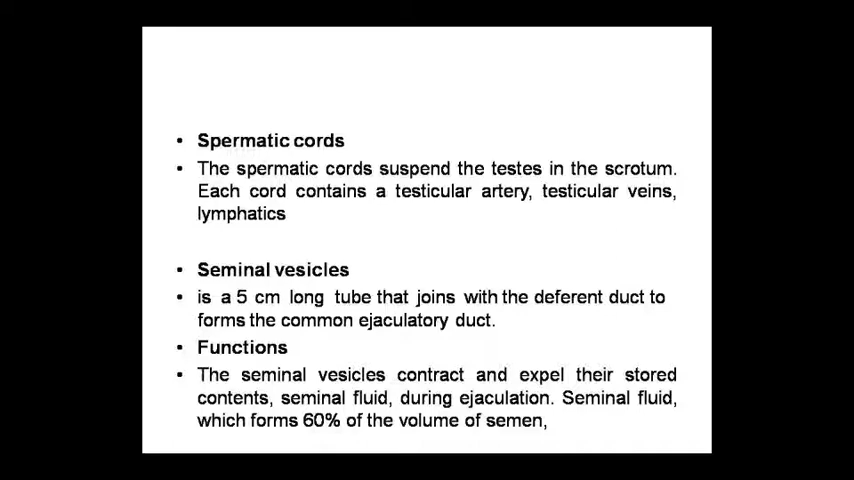 • Spermatic cords
• The spermatic cords suspend the testes in the scrotum.
Each cord contains a testicular artery, testicular veins,
lymphatics
• Seminal vesicles
• is a 5 cm long tube that joins with the deferent duct to
forms the common ejaculatory duct.
• Functions
• The seminal vesicles contract and expel their stored
contents, seminal fluid, during ejaculation. Seminal fluid,
which forms 60% of the volume of semen,